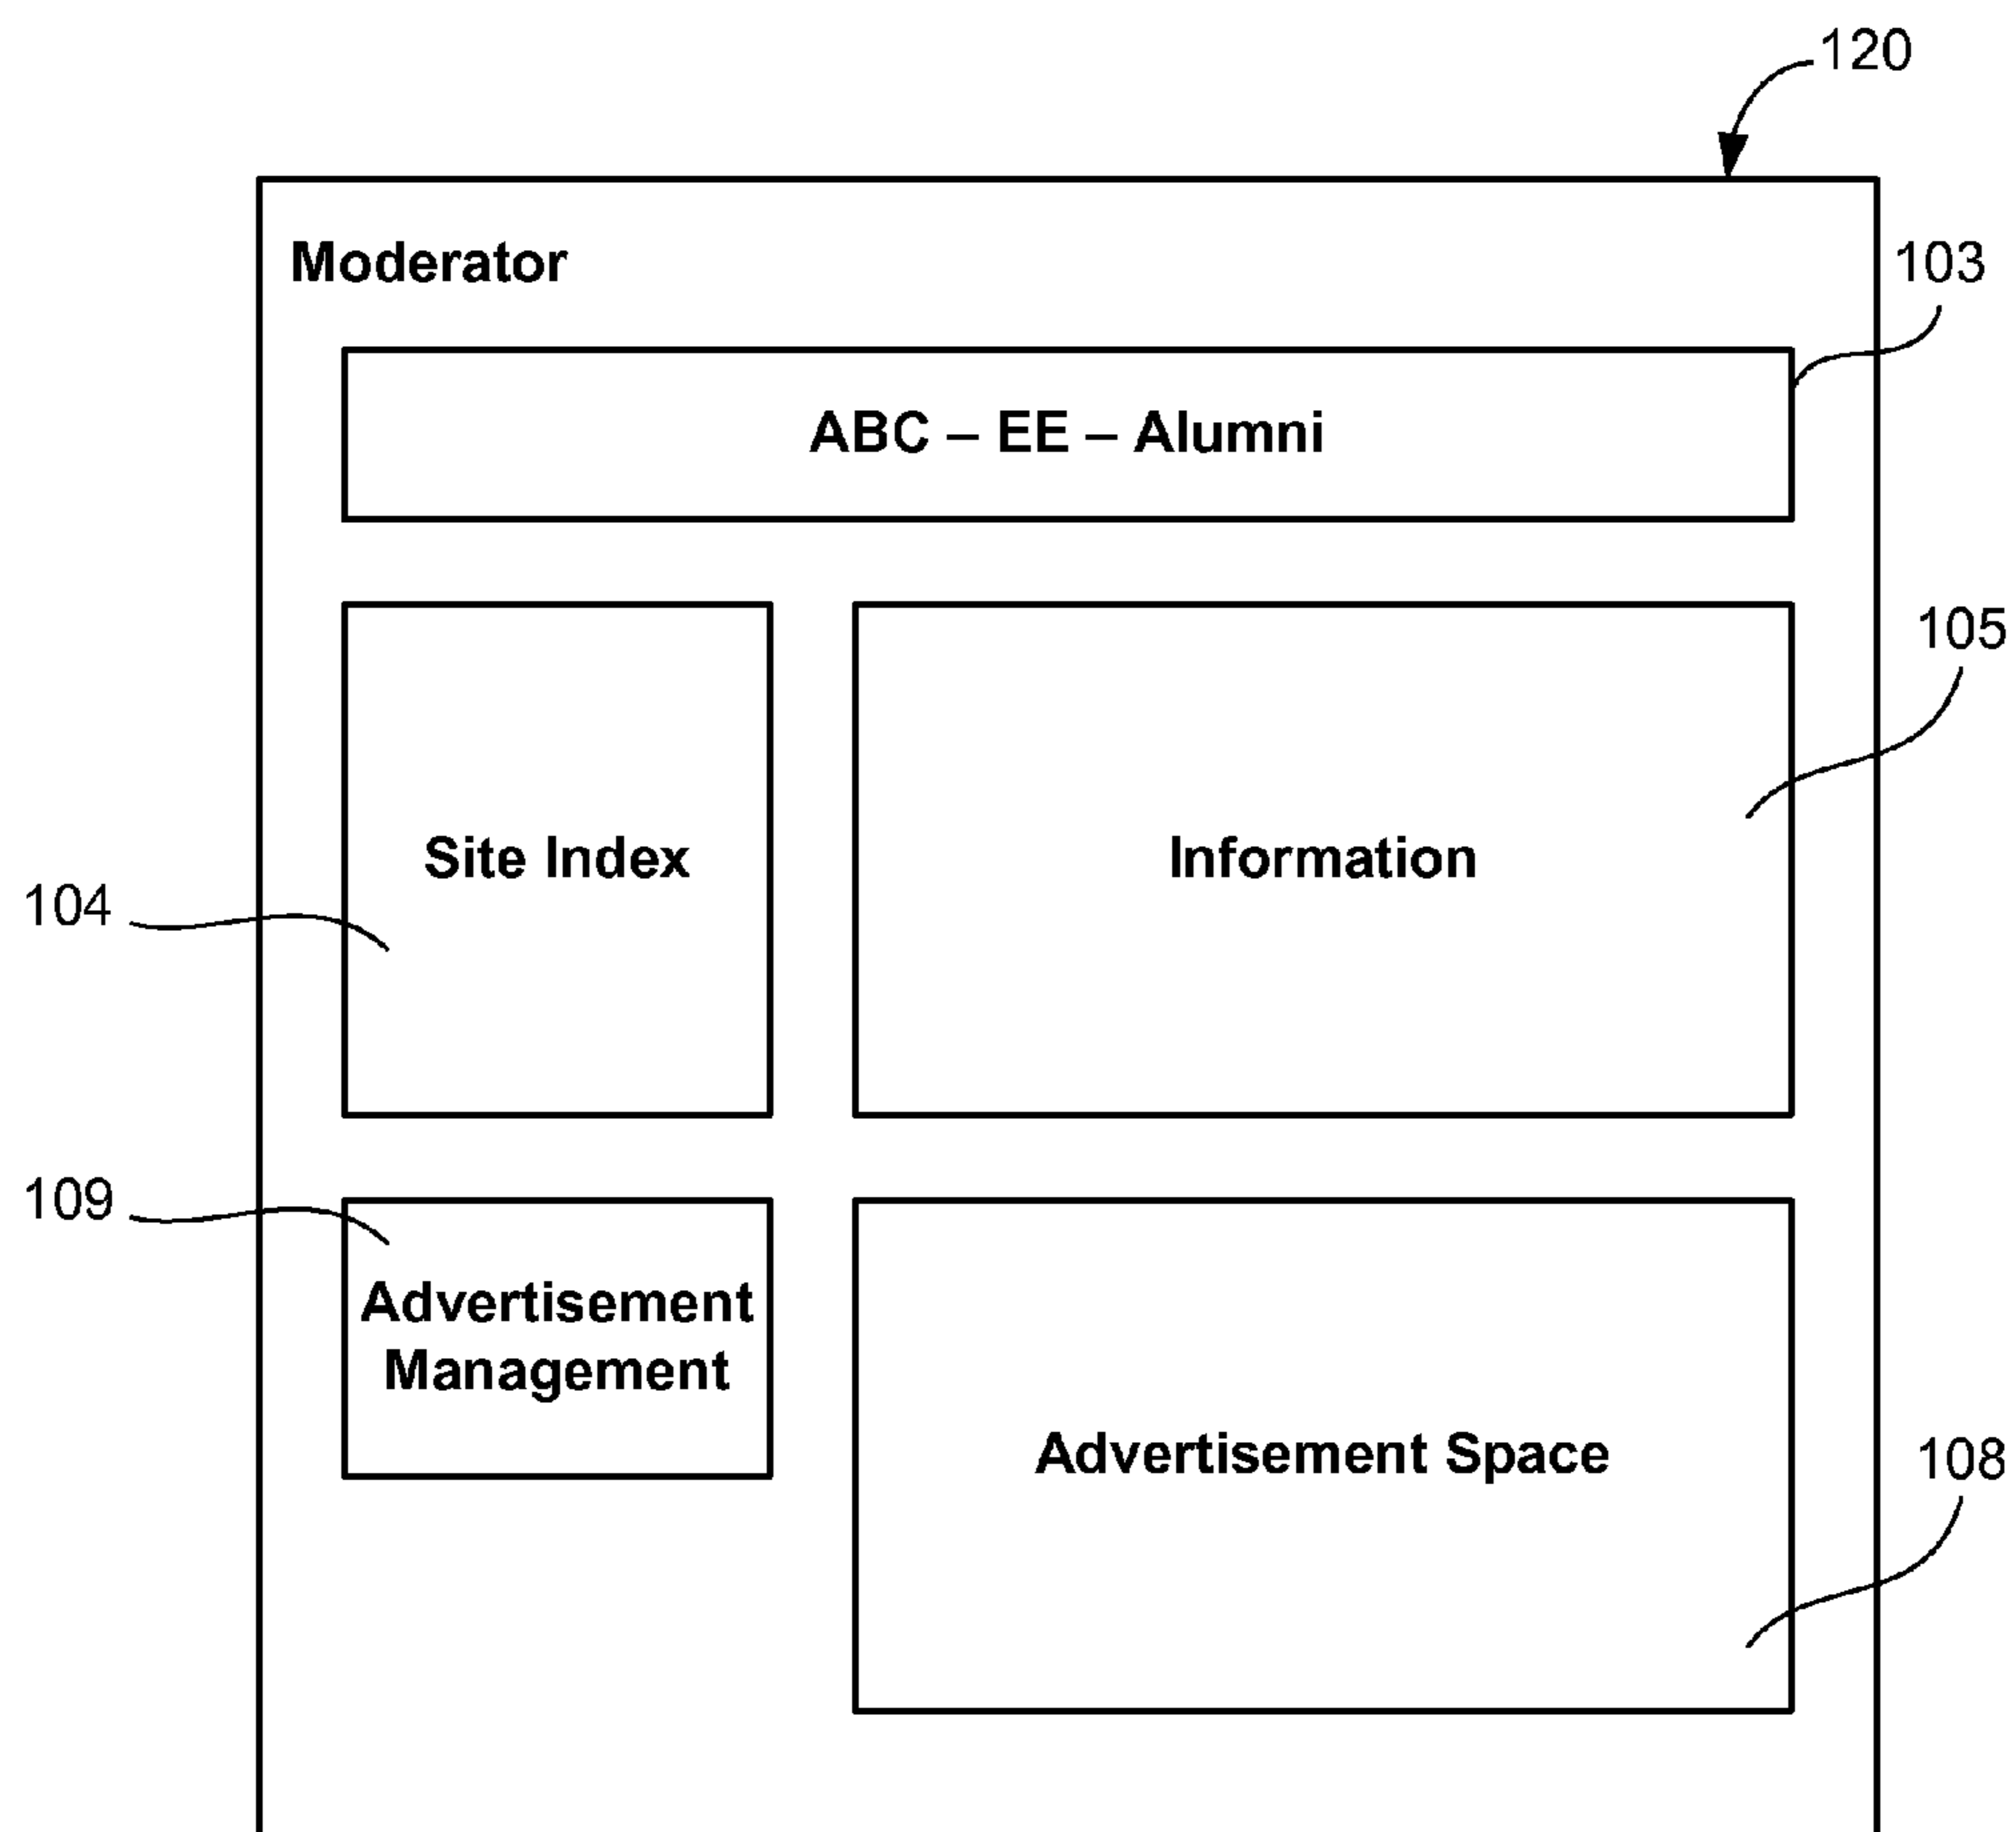 120
Moderator
103
ABC – EE – Alumni
105
Site Index
Information
104
109
Advertisement
Management
Advertisement Space
108